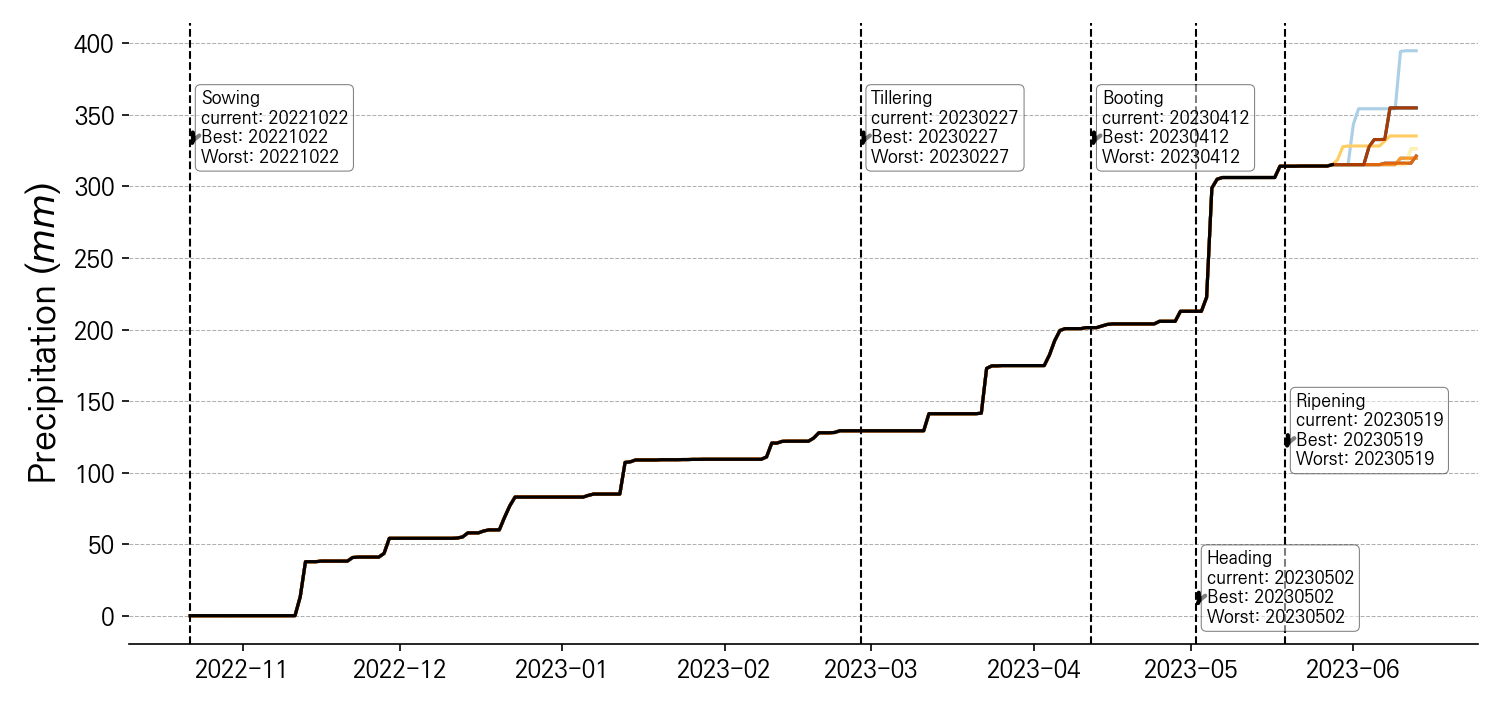 Precipitation (mm)
400
350
300
250
200
150
100
50
0
Sowing
current: 20221022
Best: 20221022
Worst: 20221022
Tillering
current: 20230227
Best: 20230227
Worst: 20230227
Booting
current: 20230412
Best: 20230412
Worst: 20230412
Ripening
current: 20230519
Best: 20230519
Worst: 20230519
Heading
current: 20230502
Best: 20230502
Worst: 20230502
2022−11
2022−12
2023−01
2023−02
2023−03
2023−04
2023−05
2023−06